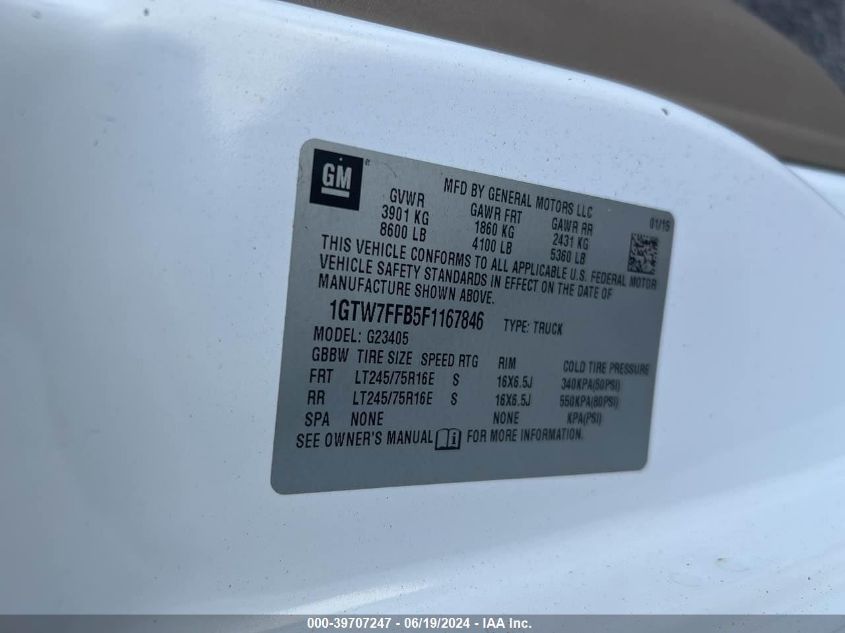 GM
MFD BY GENERAL MOTORS LLC
01/15
GVWR GAWR FRT GAWR RR
3901 KG 1860 KG 2431 KG
8600 LB 4100 LB 5360 LB
THIS VEHICLE CONFORMS TO ALL APPLICABLE U.S. FEDERAL MOTOR
VEHICLE SAFETY STANDARDS IN EFFECT ON THE DATE OF
MANUFACTURE SHOWN ABOVE.
1GTW7FFB5F1167846 TYPE: TRUCK
MODEL: G23405
GBBW TIRE SIZE SPEED RTG RIM COLD TIRE PRESSURE
FRT LT245/75R16E S 16X6.5J 340KPA(50PSI)
RR LT245/75R16E S 16X6.5J 550KPA(80PSI)
SPA NONE NONE KPA(PSI)
SEE OWNER'S MANUAL FOR MORE INFORMATION.
000-39707247 - 06/19/2024 - IAA Inc.